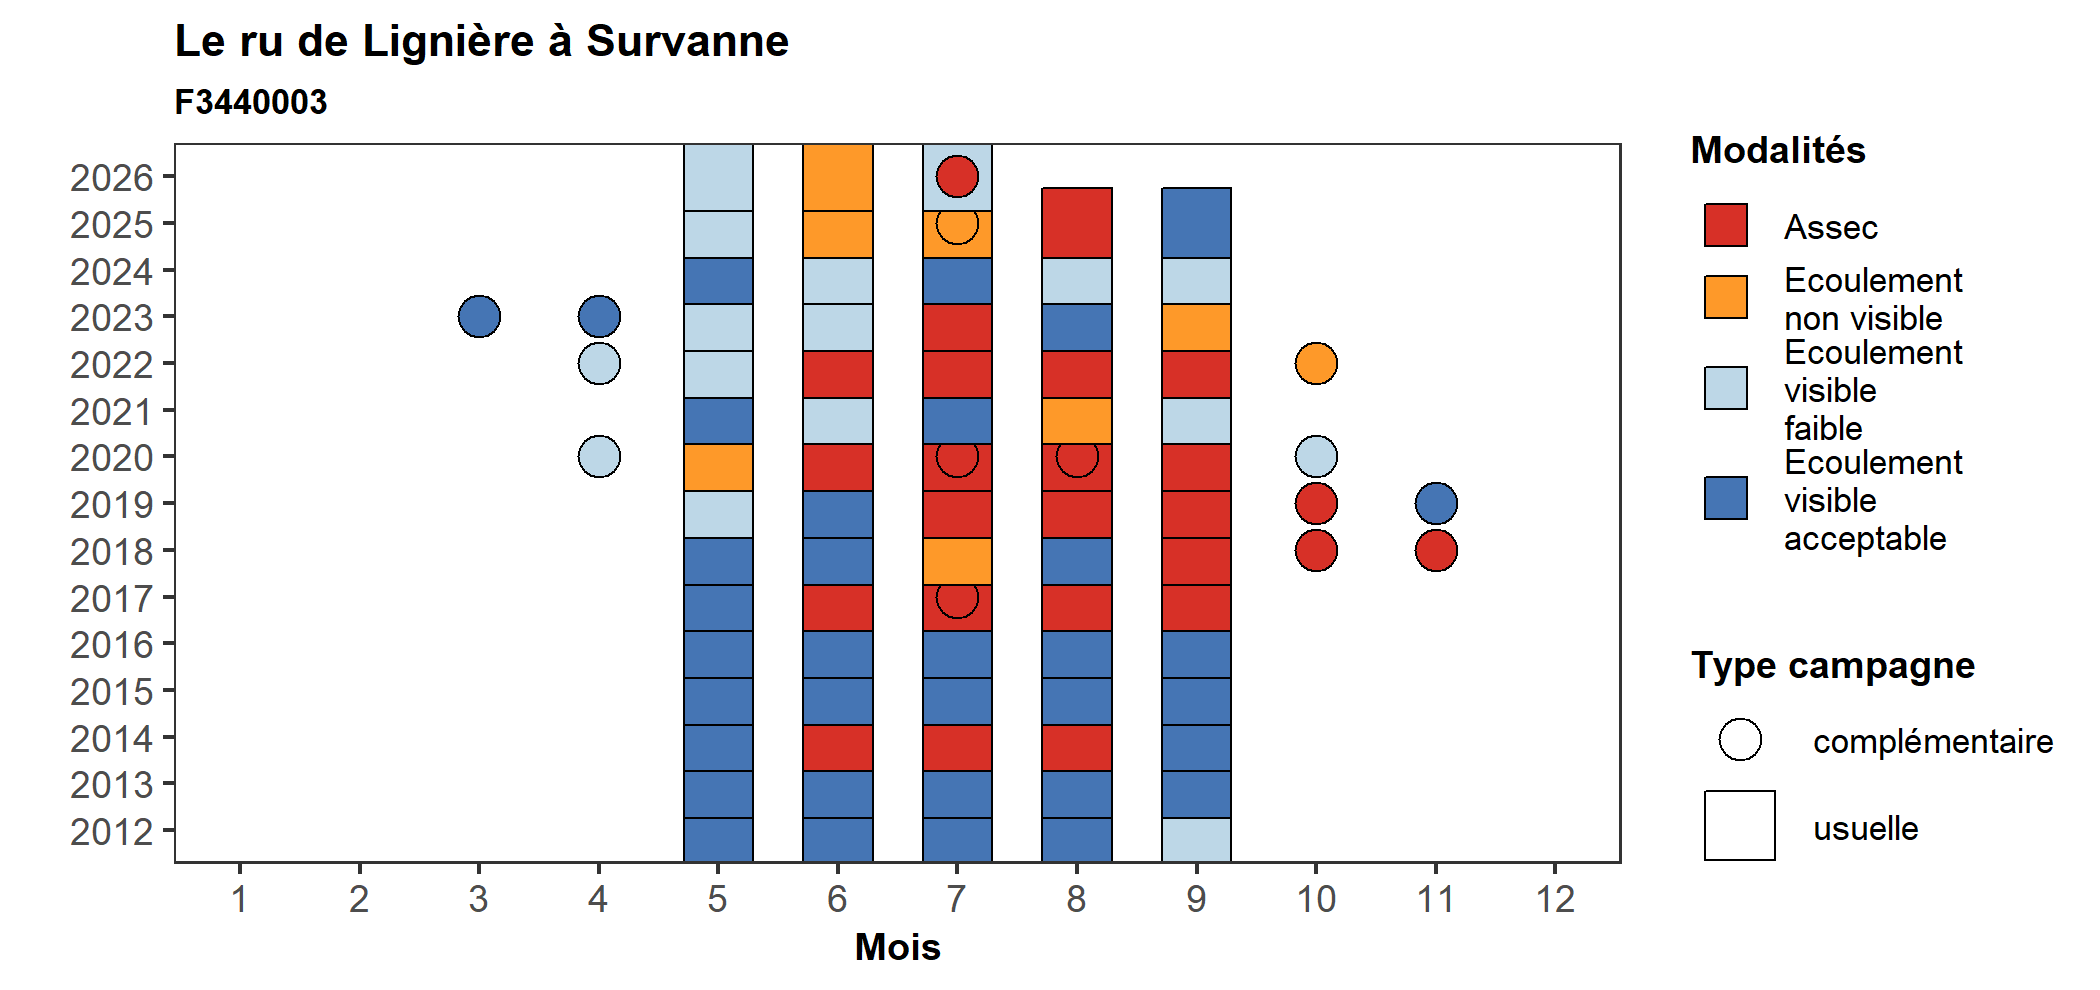 Le ru de Lignière à Survanne
F3440003
2026
2025
2024
2023
2022
2021
2020
2019
2018
2017
2016
2015
2014
2013
2012
1 2 3 4 5 6 7 8 9 10 11 12
Mois
Modalités
Assec
Ecoulement
non visible
Ecoulement
visible
faible
Ecoulement
visible
acceptable
Type campagne
complémentaire
usuelle